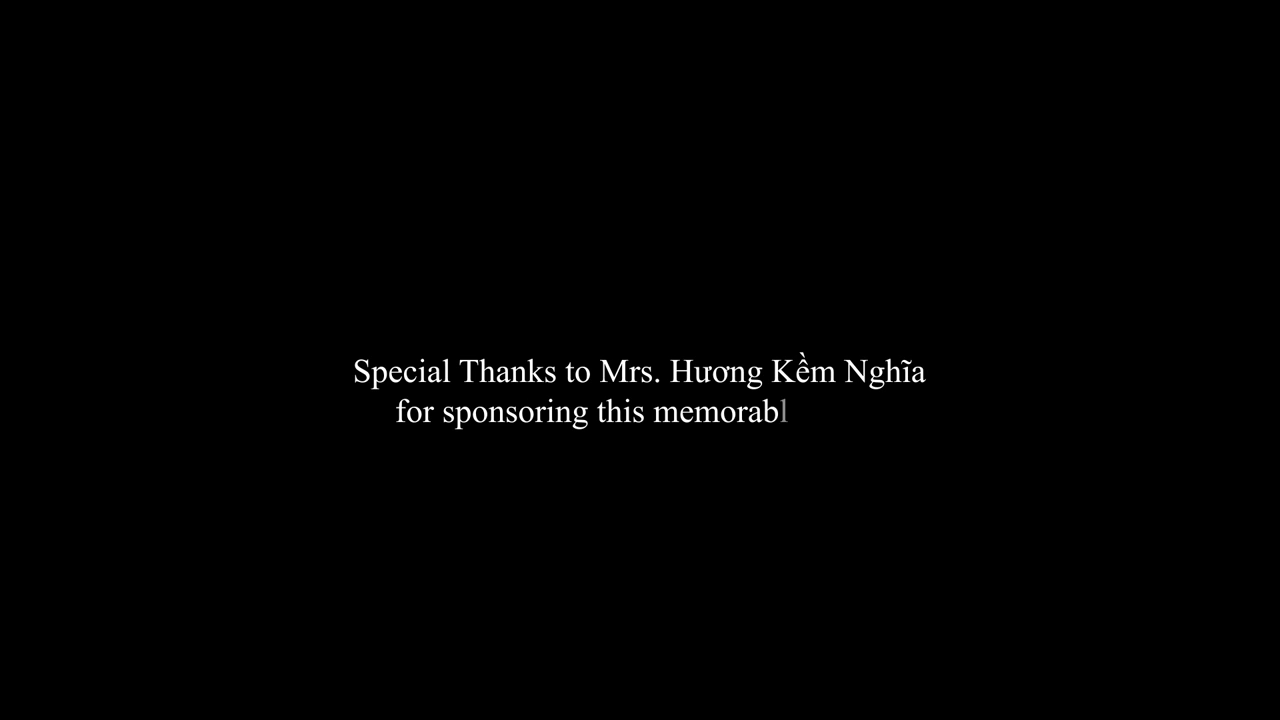 Special Thanks to Mrs. Hương Kềm Nghĩa
for sponsoring this memorabl